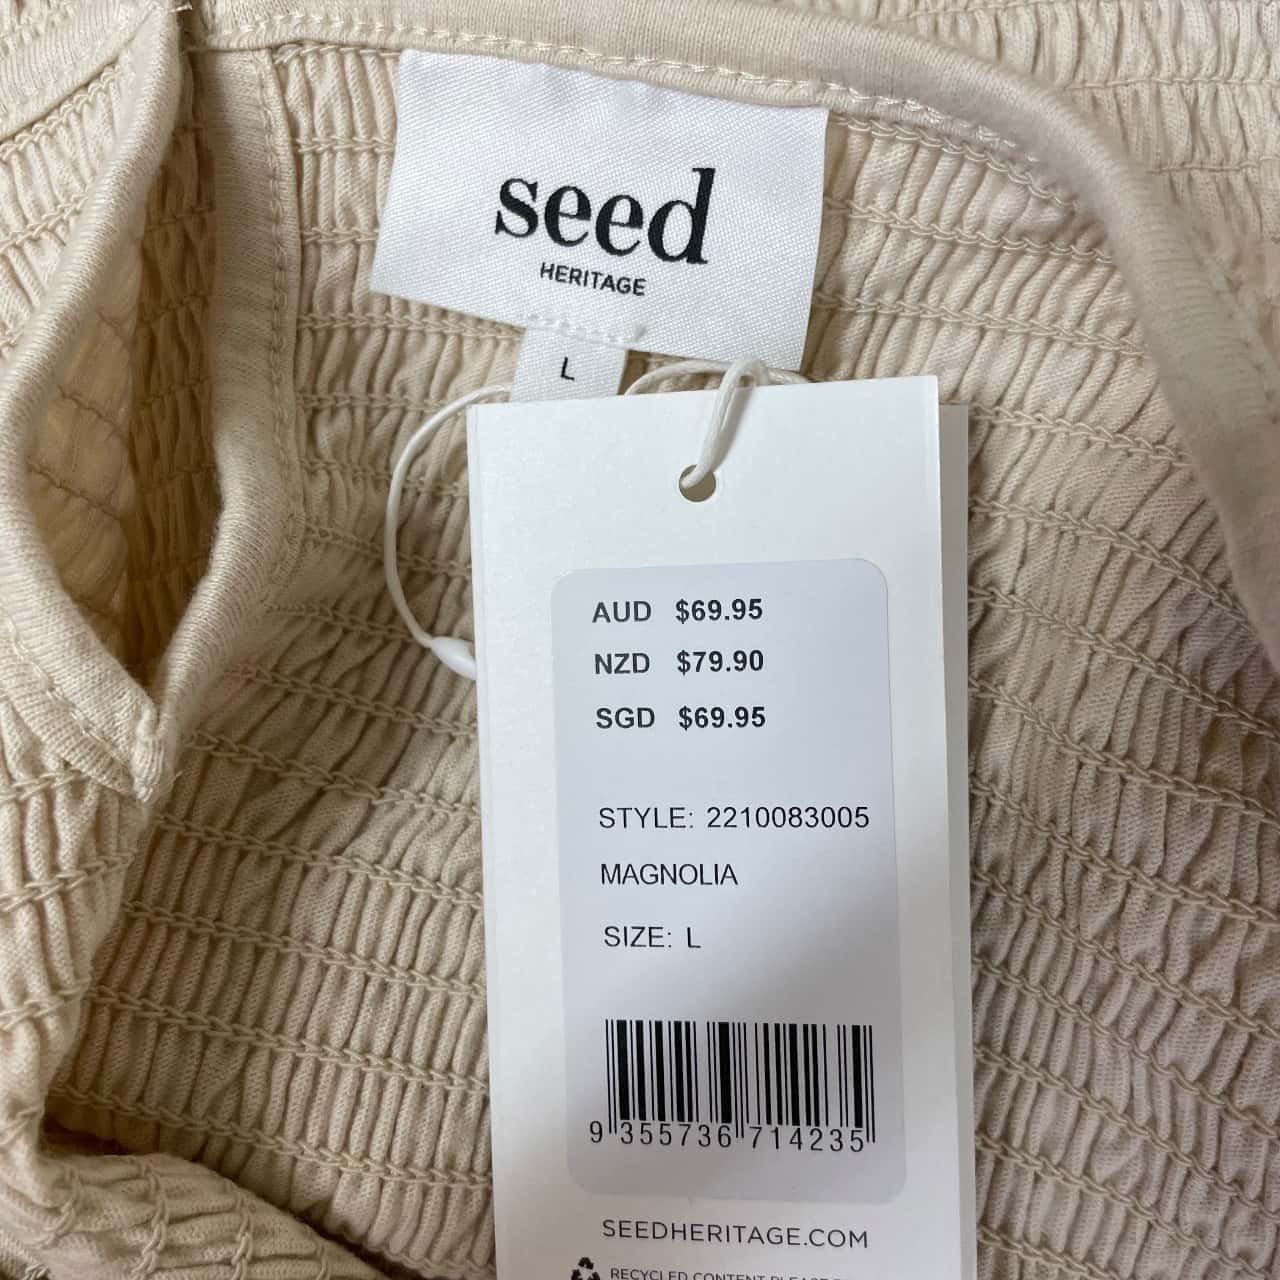 seed
HERITAGE
L
AUD $69.95
NZD $79.90
SGD $69.95
STYLE: 2210083005
MAGNOLIA
SIZE: L
9 355736 714235
SEEDHERITAGE.COM
RECYCLED CONTENT PLEASE